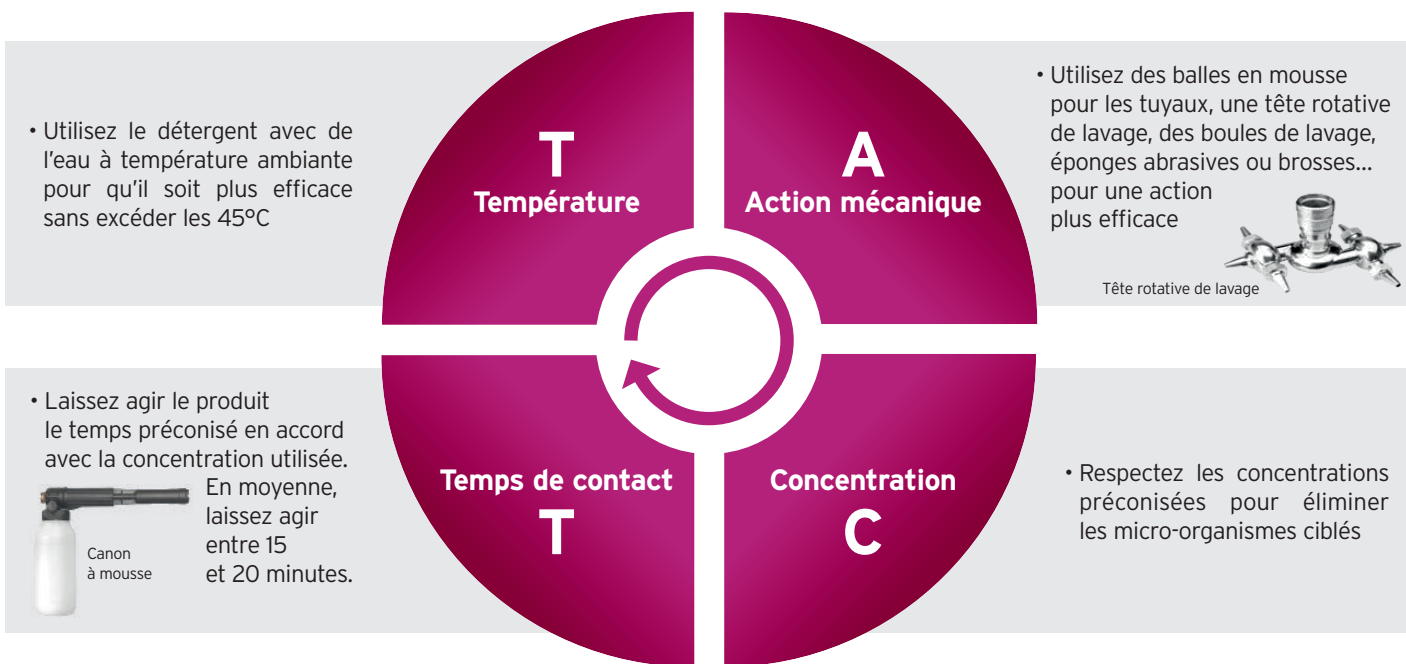 • Utilisez le détergent avec de
l'eau à température ambiante
pour qu'il soit plus efficace
sans excéder les 45°C
T
Température
A
Action mécanique
• Utilisez des balles en mousse
pour les tuyaux, une tête rotative
de lavage, des boules de lavage,
éponges abrasives ou brosses...
pour une action
plus efficace
Tête rotative de lavage
• Laissez agir le produit
le temps préconisé en accord
avec la concentration utilisée.
En moyenne,
laissez agir
entre 15
et 20 minutes.
Canon
à mousse
Temps de contact
T
Concentration
C
• Respectez les concentrations
préconisées pour éliminer
les micro-organismes ciblés